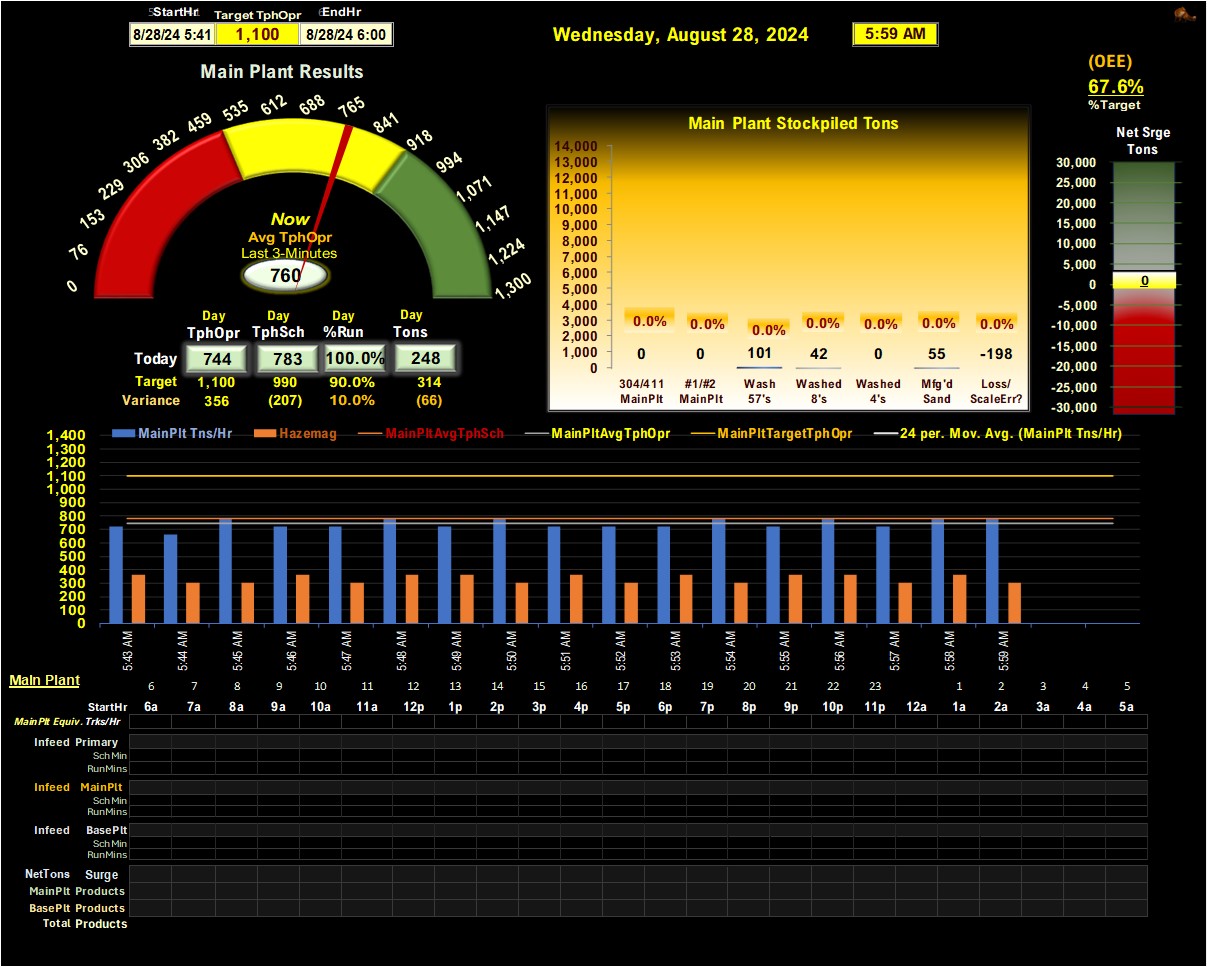 StartHr Target TphOpr EndHr
8/28/24 5:41 1,100 8/28/24 6:00
Wednesday, August 28, 2024 5:59 AM
(OEE)
67.6%
%Target
Main Plant Results
0 76 153 229 306 382 459 535 612 688 765 841 918 994 1,071 1,147 1,224 1,300
Now
Avg TphOpr
Last 3-Minutes
760
Day Day Day Day
TphOpr TphSch %Run Tons
Today 744 783 100.0% 248
Target 1,100 990 90.0% 314
Variance 356 (207) 10.0% (66)
Main Plant Stockpiled Tons
14,000
13,000
12,000
11,000
10,000
9,000
8,000
7,000
6,000
5,000
4,000
3,000
2,000
1,000
0
0.0% 0.0% 0.0% 0.0% 0.0% 0.0% 0.0%
0 0 101 42 0 55 -198
304/411 #1/#2 Wash Washed Washed Mfg'd Loss/
MainPlt MainPlt 57's 8's 4's Sand ScaleErr?
Net Srge
Tons
30,000
25,000
20,000
15,000
10,000
5,000
0
-5,000
-10,000
-15,000
-20,000
-25,000
-30,000
0
MainPlt Tns/Hr Hazemag MainPltAvgTphSch MainPltAvgTphOpr MainPltTargetTphOpr 24 per. Mov. Avg. (MainPlt Tns/Hr)
1,400
1,300
1,200
1,100
1,000
900
800
700
600
500
400
300
200
100
0
5:43 AM 5:44 AM 5:45 AM 5:46 AM 5:47 AM 5:48 AM 5:49 AM 5:50 AM 5:51 AM 5:52 AM 5:53 AM 5:54 AM 5:55 AM 5:56 AM 5:57 AM 5:58 AM 5:59 AM
Main Plant
6 7 8 9 10 11 12 13 14 15 16 17 18 19 20 21 22 23 1 2 3 4 5
StartHr 6a 7a 8a 9a 10a 11a 12p 1p 2p 3p 4p 5p 6p 7p 8p 9p 10p 11p 12a 1a 2a 3a 4a 5a
MainPlt Equiv. Trks/Hr
Infeed Primary
SchMin
RunMins
Infeed MainPlt
SchMin
RunMins
Infeed BasePlt
SchMin
RunMins
NetTons Surge
MainPlt Products
BasePlt Products
Total Products